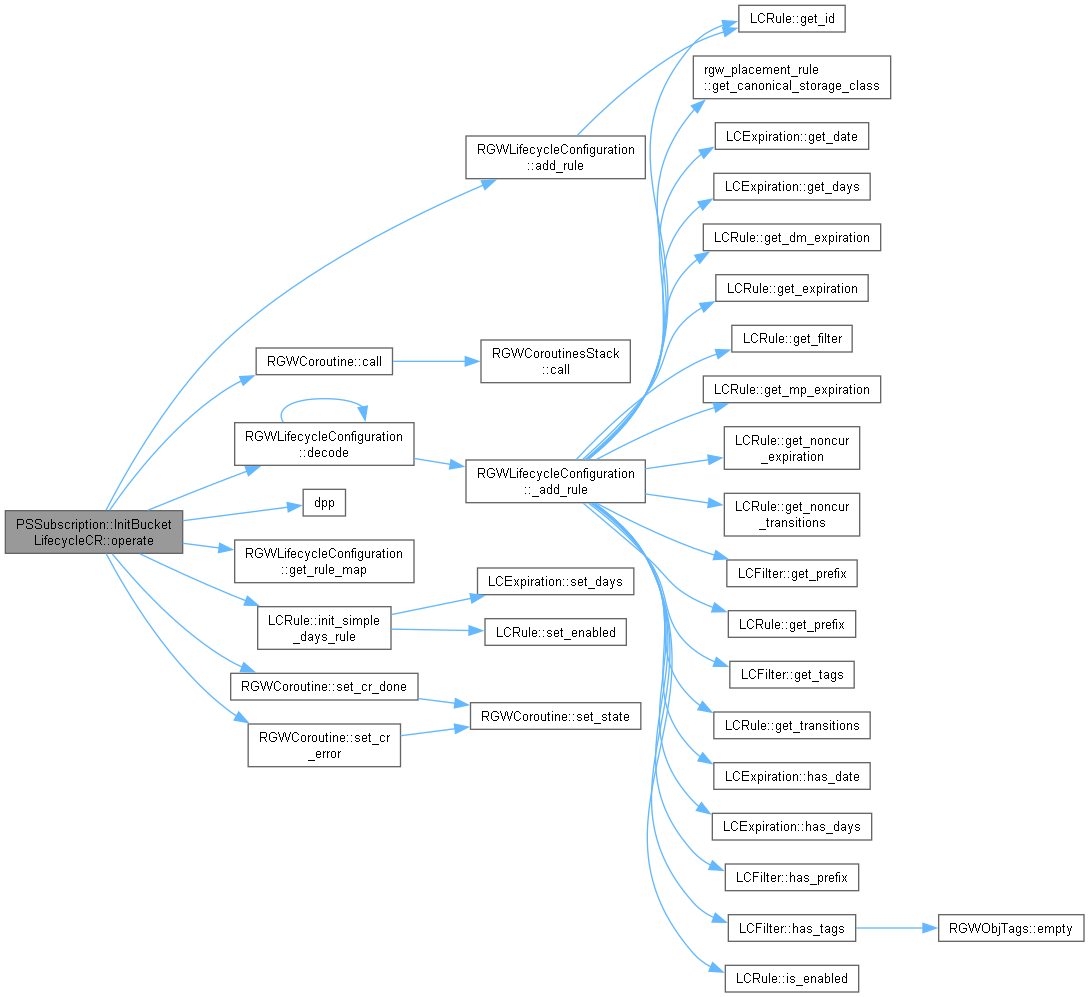 LCRule::get_id
rgw_placement_rule
::get_canonical_storage_class
LCExpiration::get_date
RGWLifecycleConfiguration
::add_rule
LCExpiration::get_days
LCRule::get_dm_expiration
LCRule::get_expiration
LCRule::get_filter
RGWCoroutine::call
RGWCoroutinesStack
::call
LCRule::get_mp_expiration
RGWLifecycleConfiguration
::decode
LCRule::get_noncur
_expiration
RGWLifecycleConfiguration
::_add_rule
dpp
LCRule::get_noncur
_transitions
PSSubscription::InitBucket
LifecycleCR::operate
RGWLifecycleConfiguration
::get_rule_map
LCFilter::get_prefix
LCExpiration::set_days
LCRule::init_simple
_days_rule
LCRule::set_enabled
LCRule::get_prefix
LCFilter::get_tags
RGWCoroutine::set_cr_done
RGWCoroutine::set_state
LCRule::get_transitions
RGWCoroutine::set_cr
_error
LCExpiration::has_date
LCExpiration::has_days
LCFilter::has_prefix
LCFilter::has_tags
RGWObjTags::empty
LCRule::is_enabled